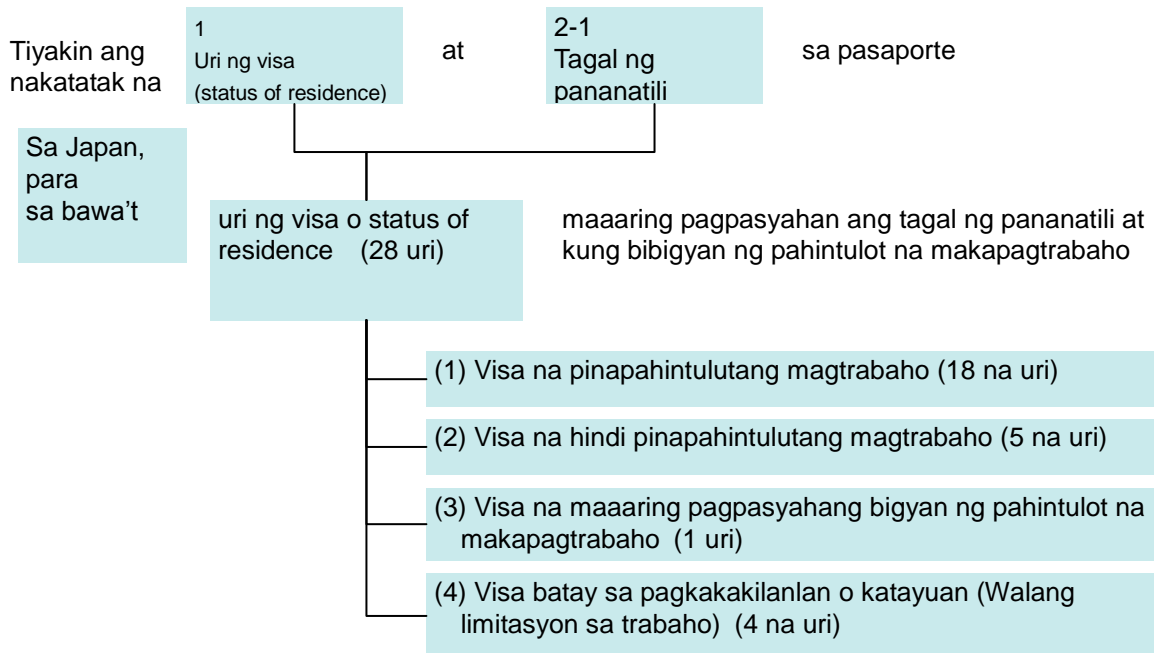 Tiyakin ang
nakatatak na
1
Uri ng visa
(status of residence)
at
2-1
Tagal ng
pananatili
sa pasaporte
Sa Japan,
para
sa bawa’t
uri ng visa o status of
residence (28 uri)
maaaring pagpasyahan ang tagal ng pananatili at
kung bibigyan ng pahintulot na makapagtrabaho
(1) Visa na pinapahintulutang magtrabaho (18 na uri)
(2) Visa na hindi pinapahintulutang magtrabaho (5 na uri)
(3) Visa na maaaring pagpasyahang bigyan ng pahintulot na
makapagtrabaho (1 uri)
(4) Visa batay sa pagkakakilanlan o katayuan (Walang
limitasyon sa trabaho) (4 na uri)